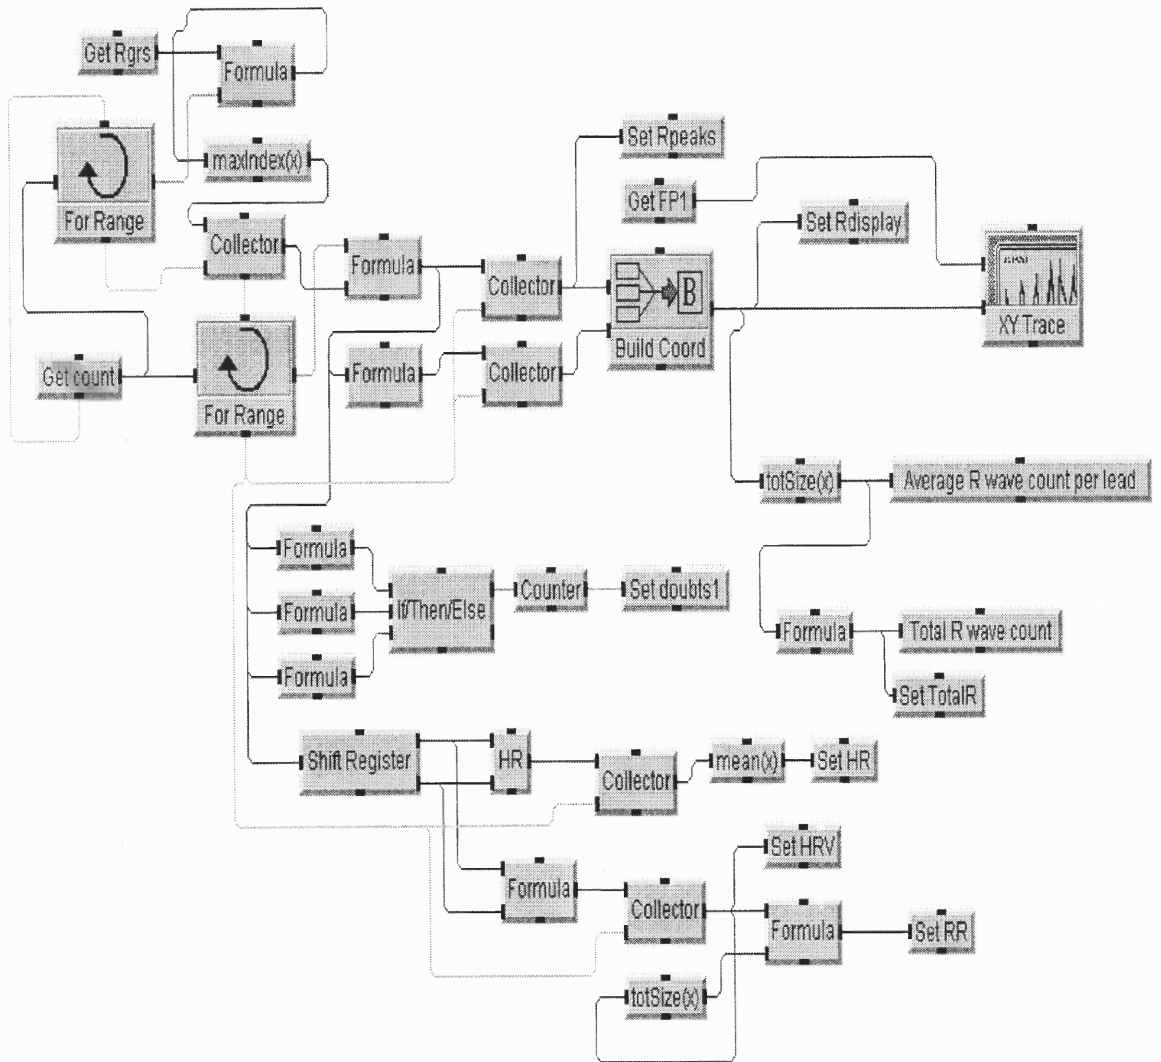 Get Rgrs
Formula
For Range
maxIndex(x)
Collector
Formula
Collector
Set Rpeaks
Get FP1
Set Rdisplay
B
Build Coord
XY Trace
Get count
For Range
Formula
Collector
totSize(x)
Average R wave count per lead
Formula
Formula
Formula
If/Then/Else
Counter
Set doubts1
Formula
Total R wave count
Set TotalR
Shift Register
HR
Collector
mean(x)
Set HR
Set HRV
Formula
Collector
Formula
Set RR
totSize(x)